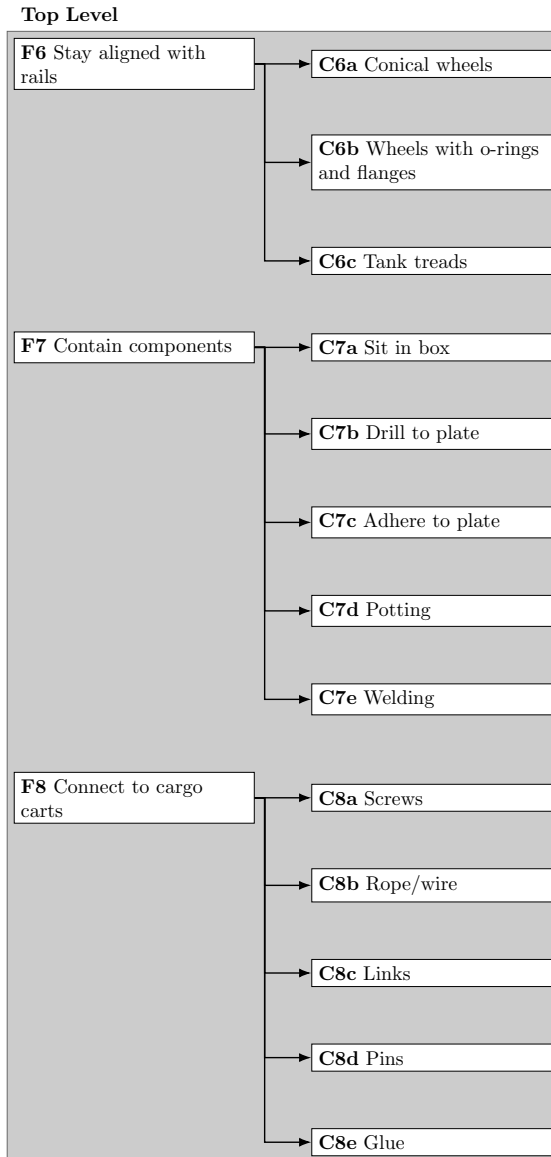 Top Level
F6 Stay aligned with
rails
C6a Conical wheels
C6b Wheels with o-rings
and flanges
C6c Tank treads
F7 Contain components
C7a Sit in box
C7b Drill to plate
C7c Adhere to plate
C7d Potting
C7e Welding
F8 Connect to cargo
carts
C8a Screws
C8b Rope/wire
C8c Links
C8d Pins
C8e Glue